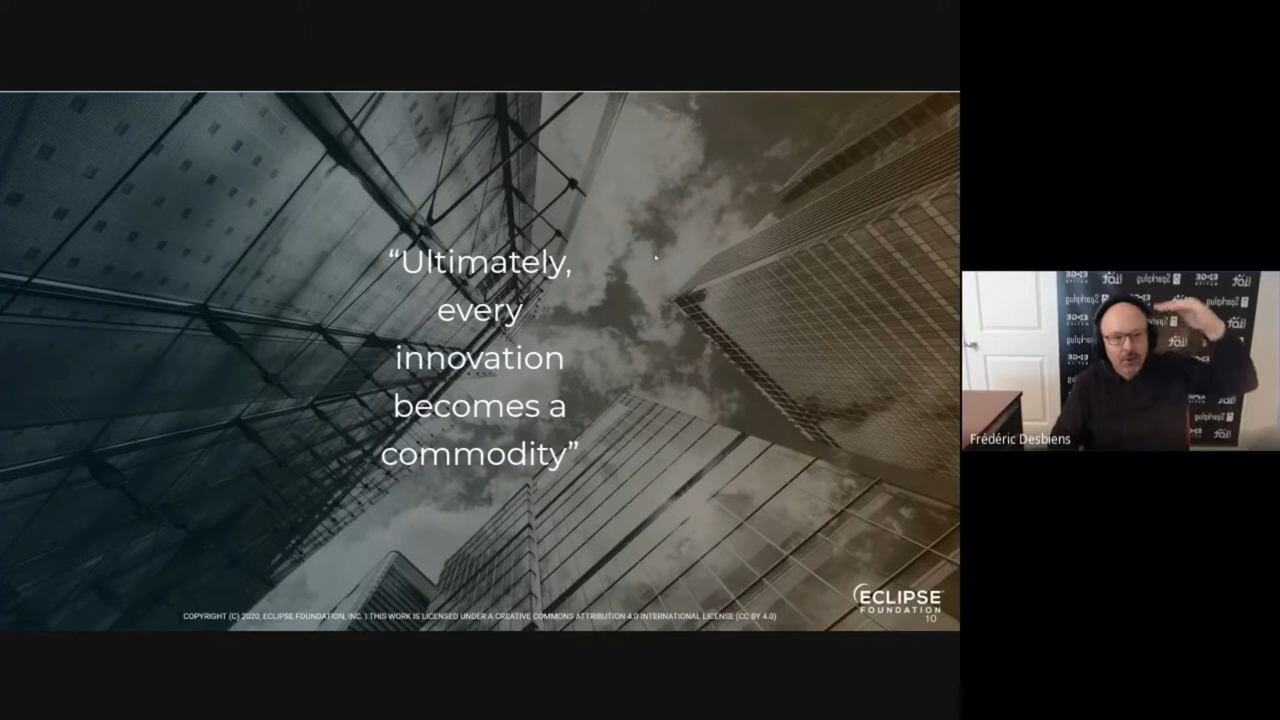 “Ultimately,
every
innovation
becomes a
commodity”
COPYRIGHT (C) 2020, ECLIPSE FOUNDATION, INC. | THIS WORK IS LICENSED UNDER A CREATIVE COMMONS ATTRIBUTION 4.0 INTERNATIONAL LICENSE (CC BY 4.0)
ECLIPSE
FOUNDATION
10
Frédéric Desbiens